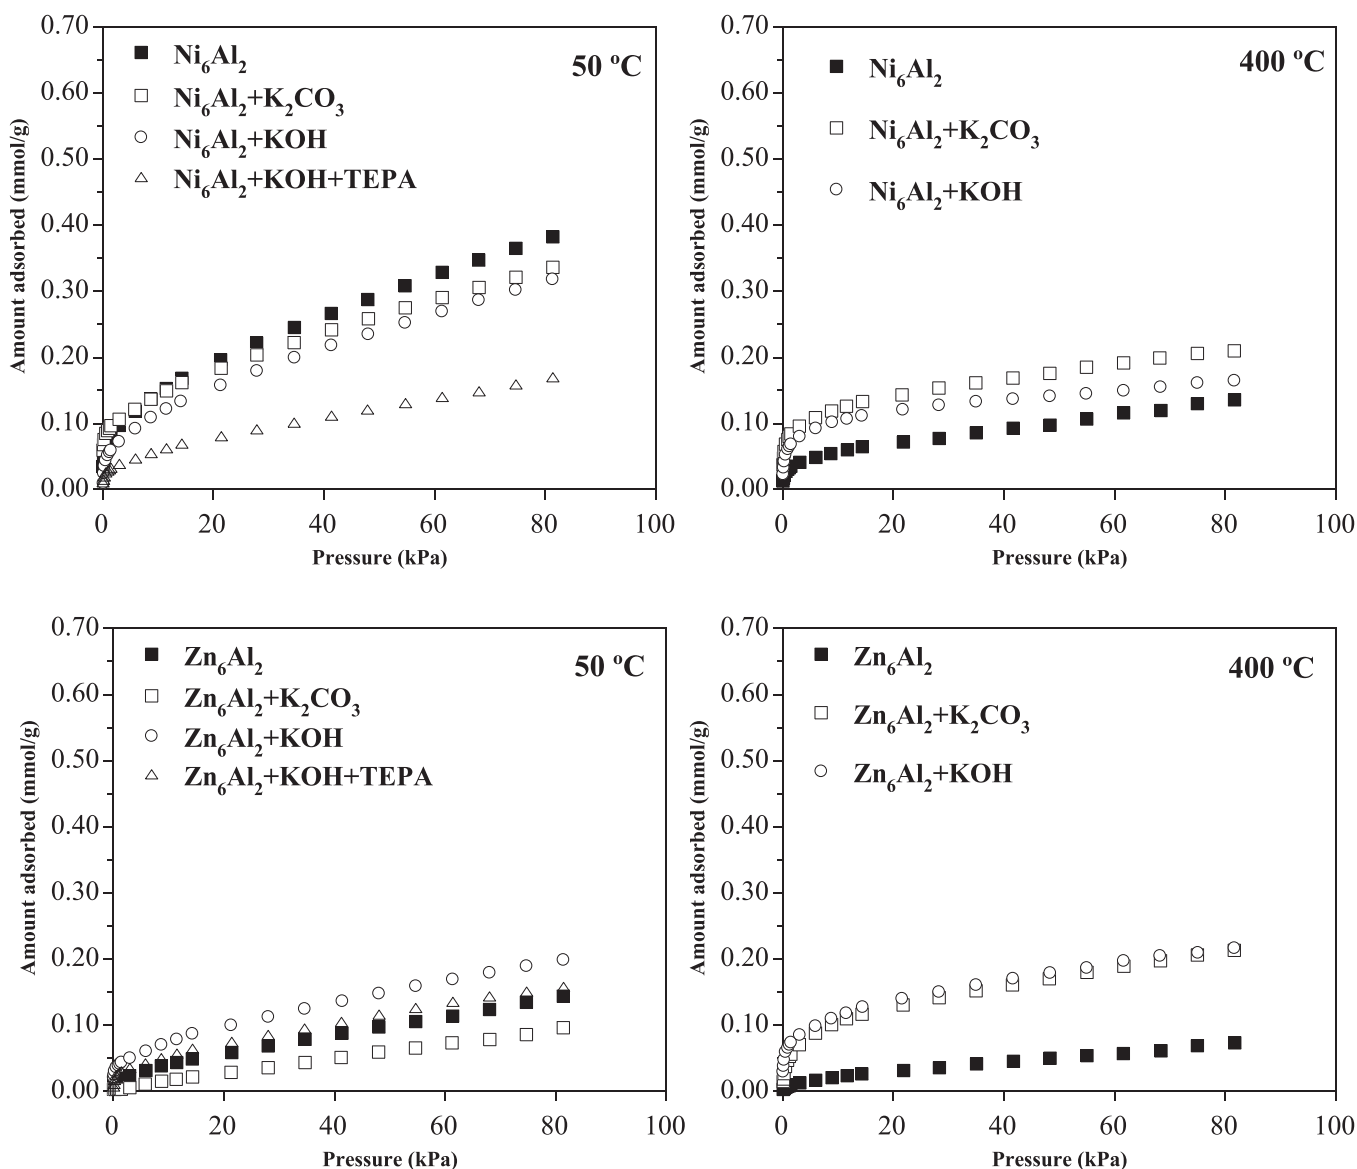 0.70
0.60
0.50
0.40
0.30
0.20
0.10
0.00
Amount adsorbed (mmol/g)
Ni₆Al₂
Ni₆Al₂+K₂CO₃
Ni₆Al₂+KOH
Ni₆Al₂+KOH+TEPA
50 ºC
0 20 40 60 80 100
Pressure (kPa)
0.70
0.60
0.50
0.40
0.30
0.20
0.10
0.00
Amount adsorbed (mmol/g)
Ni₆Al₂
Ni₆Al₂+K₂CO₃
Ni₆Al₂+KOH
400 ºC
0 20 40 60 80 100
Pressure (kPa)
0.70
0.60
0.50
0.40
0.30
0.20
0.10
0.00
Amount adsorbed (mmol/g)
Zn₆Al₂
Zn₆Al₂+K₂CO₃
Zn₆Al₂+KOH
Zn₆Al₂+KOH+TEPA
50 ºC
0 20 40 60 80 100
Pressure (kPa)
0.70
0.60
0.50
0.40
0.30
0.20
0.10
0.00
Amount adsorbed (mmol/g)
Zn₆Al₂
Zn₆Al₂+K₂CO₃
Zn₆Al₂+KOH
400 ºC
0 20 40 60 80 100
Pressure (kPa)